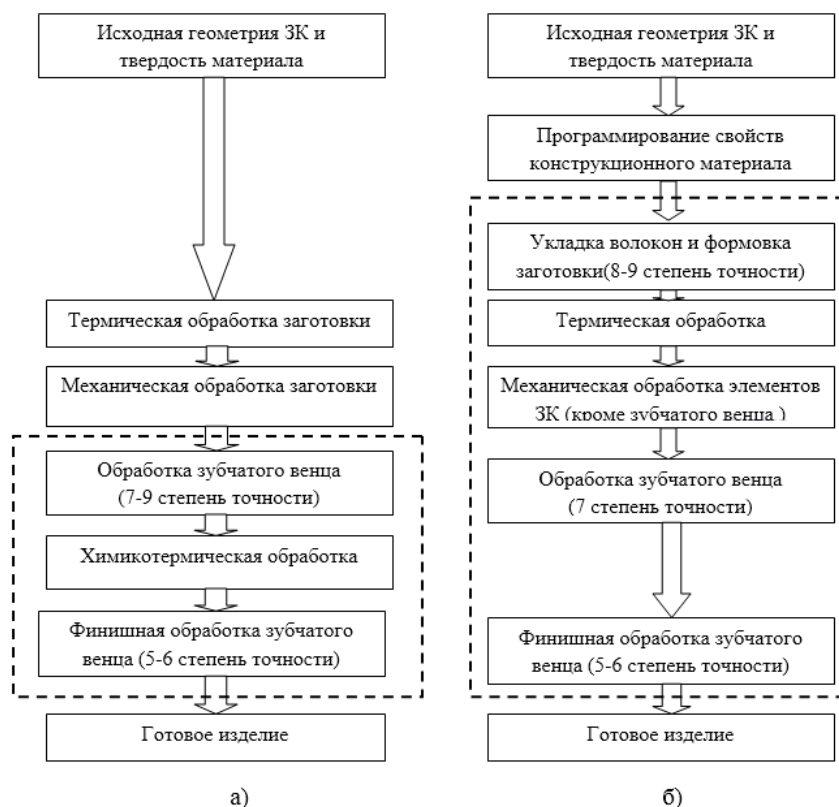 Исходная геометрия ЗК и
твердость материала
Термическая обработка заготовки
Механическая обработка заготовки
Обработка зубчатого венца
(7-9 степень точности)
Химикотермическая обработка
Финишная обработка зубчатого
венца (5-6 степень точности)
Готовое изделие
а)
Исходная геометрия ЗК и
твердость материала
Программирование свойств
конструкционного материала
Укладка волокон и формовка
заготовки(8-9 степень точности)
Термическая обработка
Механическая обработка элементов
ЗК (кроме зубчатого венца )
Обработка зубчатого венца
(7 степень точности)
Финишная обработка зубчатого
венца (5-6 степень точности)
Готовое изделие
б)